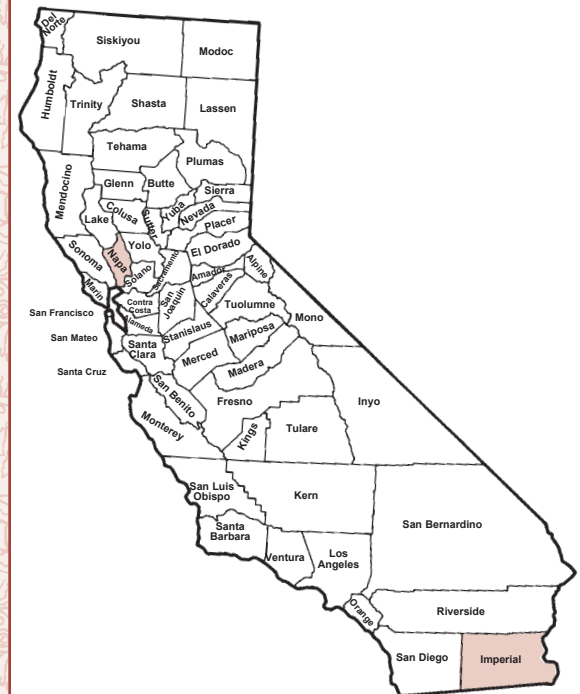 Del
Norte
Siskiyou
Modoc
Humboldt
Trinity
Shasta
Lassen
Tehama
Plumas
Mendocino
Glenn
Butte
Sierra
Lake
Colusa
Sutter
Yuba
Nevada
Placer
Sonoma
Napa
Yolo
El Dorado
Solano
Sacramento
Amador
Alpine
Marin
Contra
Costa
San
Joaquin
Calaveras
Tuolumne
Mono
San Francisco
Alameda
Stanislaus
Mariposa
San Mateo
Santa
Clara
Merced
Madera
Santa Cruz
San Benito
Fresno
Inyo
Monterey
Kings
Tulare
San Luis
Obispo
Kern
San Bernardino
Santa
Barbara
Ventura
Los
Angeles
Orange
Riverside
San Diego
Imperial